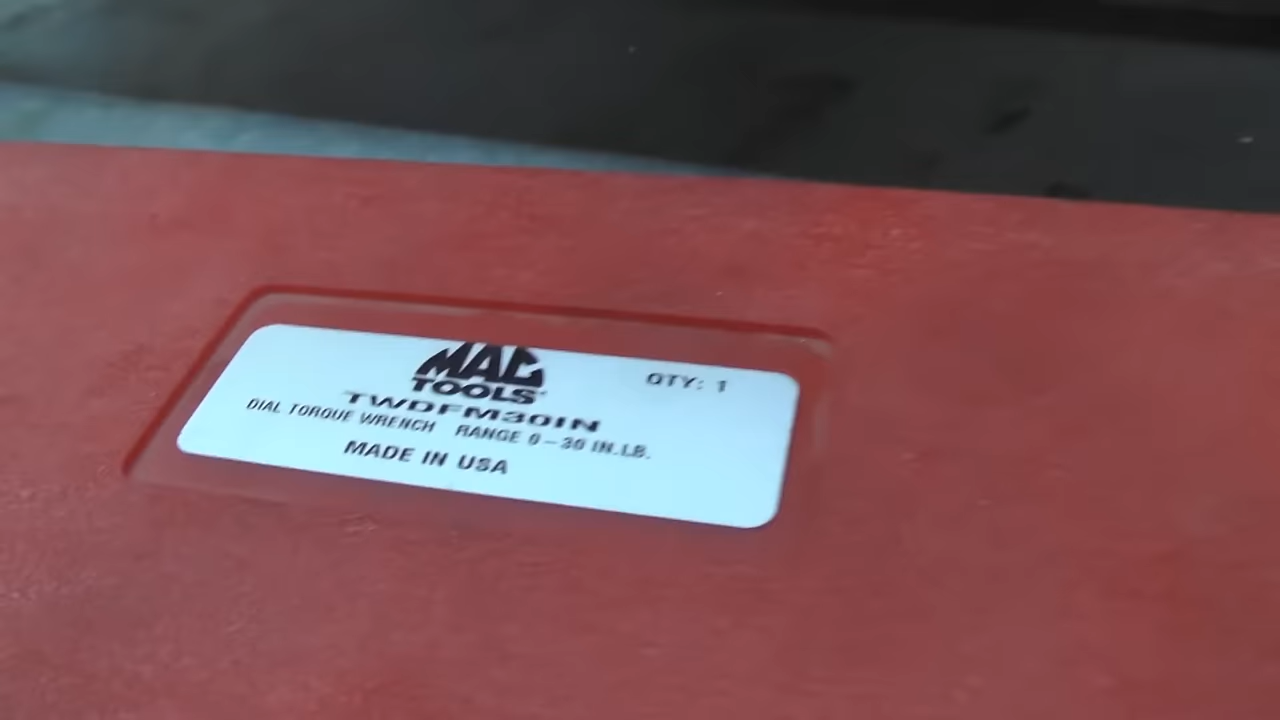 MAC
TOOLS
QTY: 1
TWDFM30IN
DIAL TORQUE WRENCH RANGE 0-30 IN.LB.
MADE IN USA